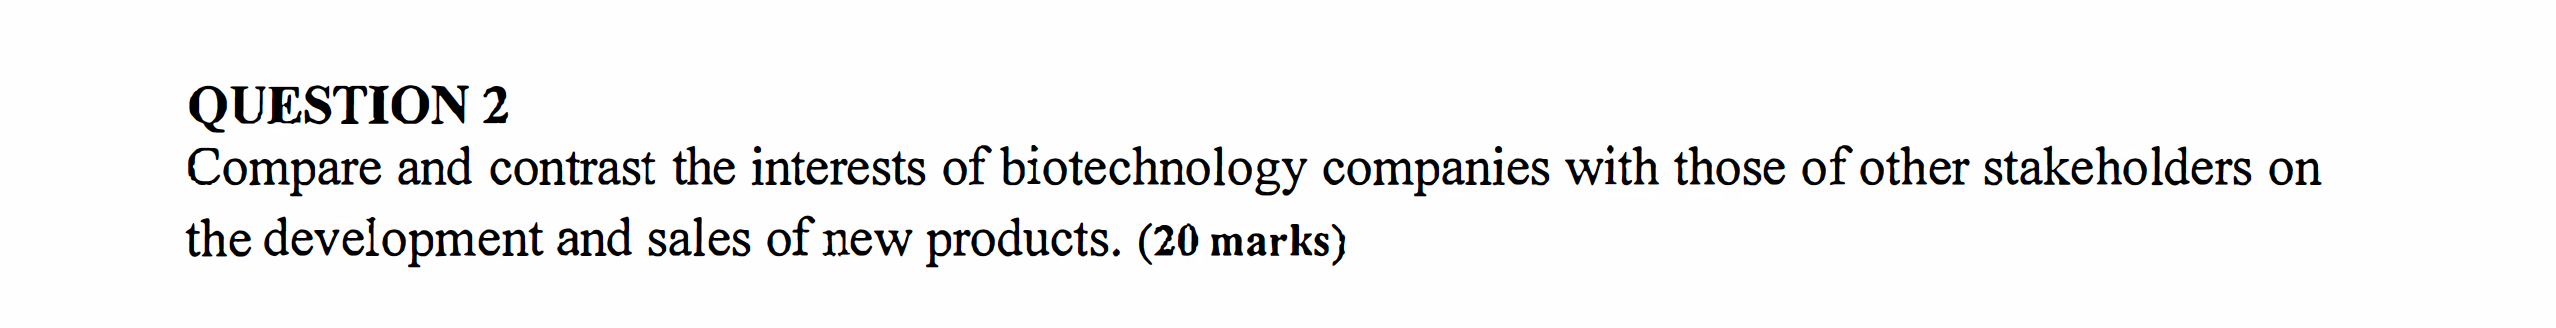 QUESTION 2
Compare and contrast the interests of biotechnology companies with those of other stakeholders on
the development and sales of new products. (20 marks)